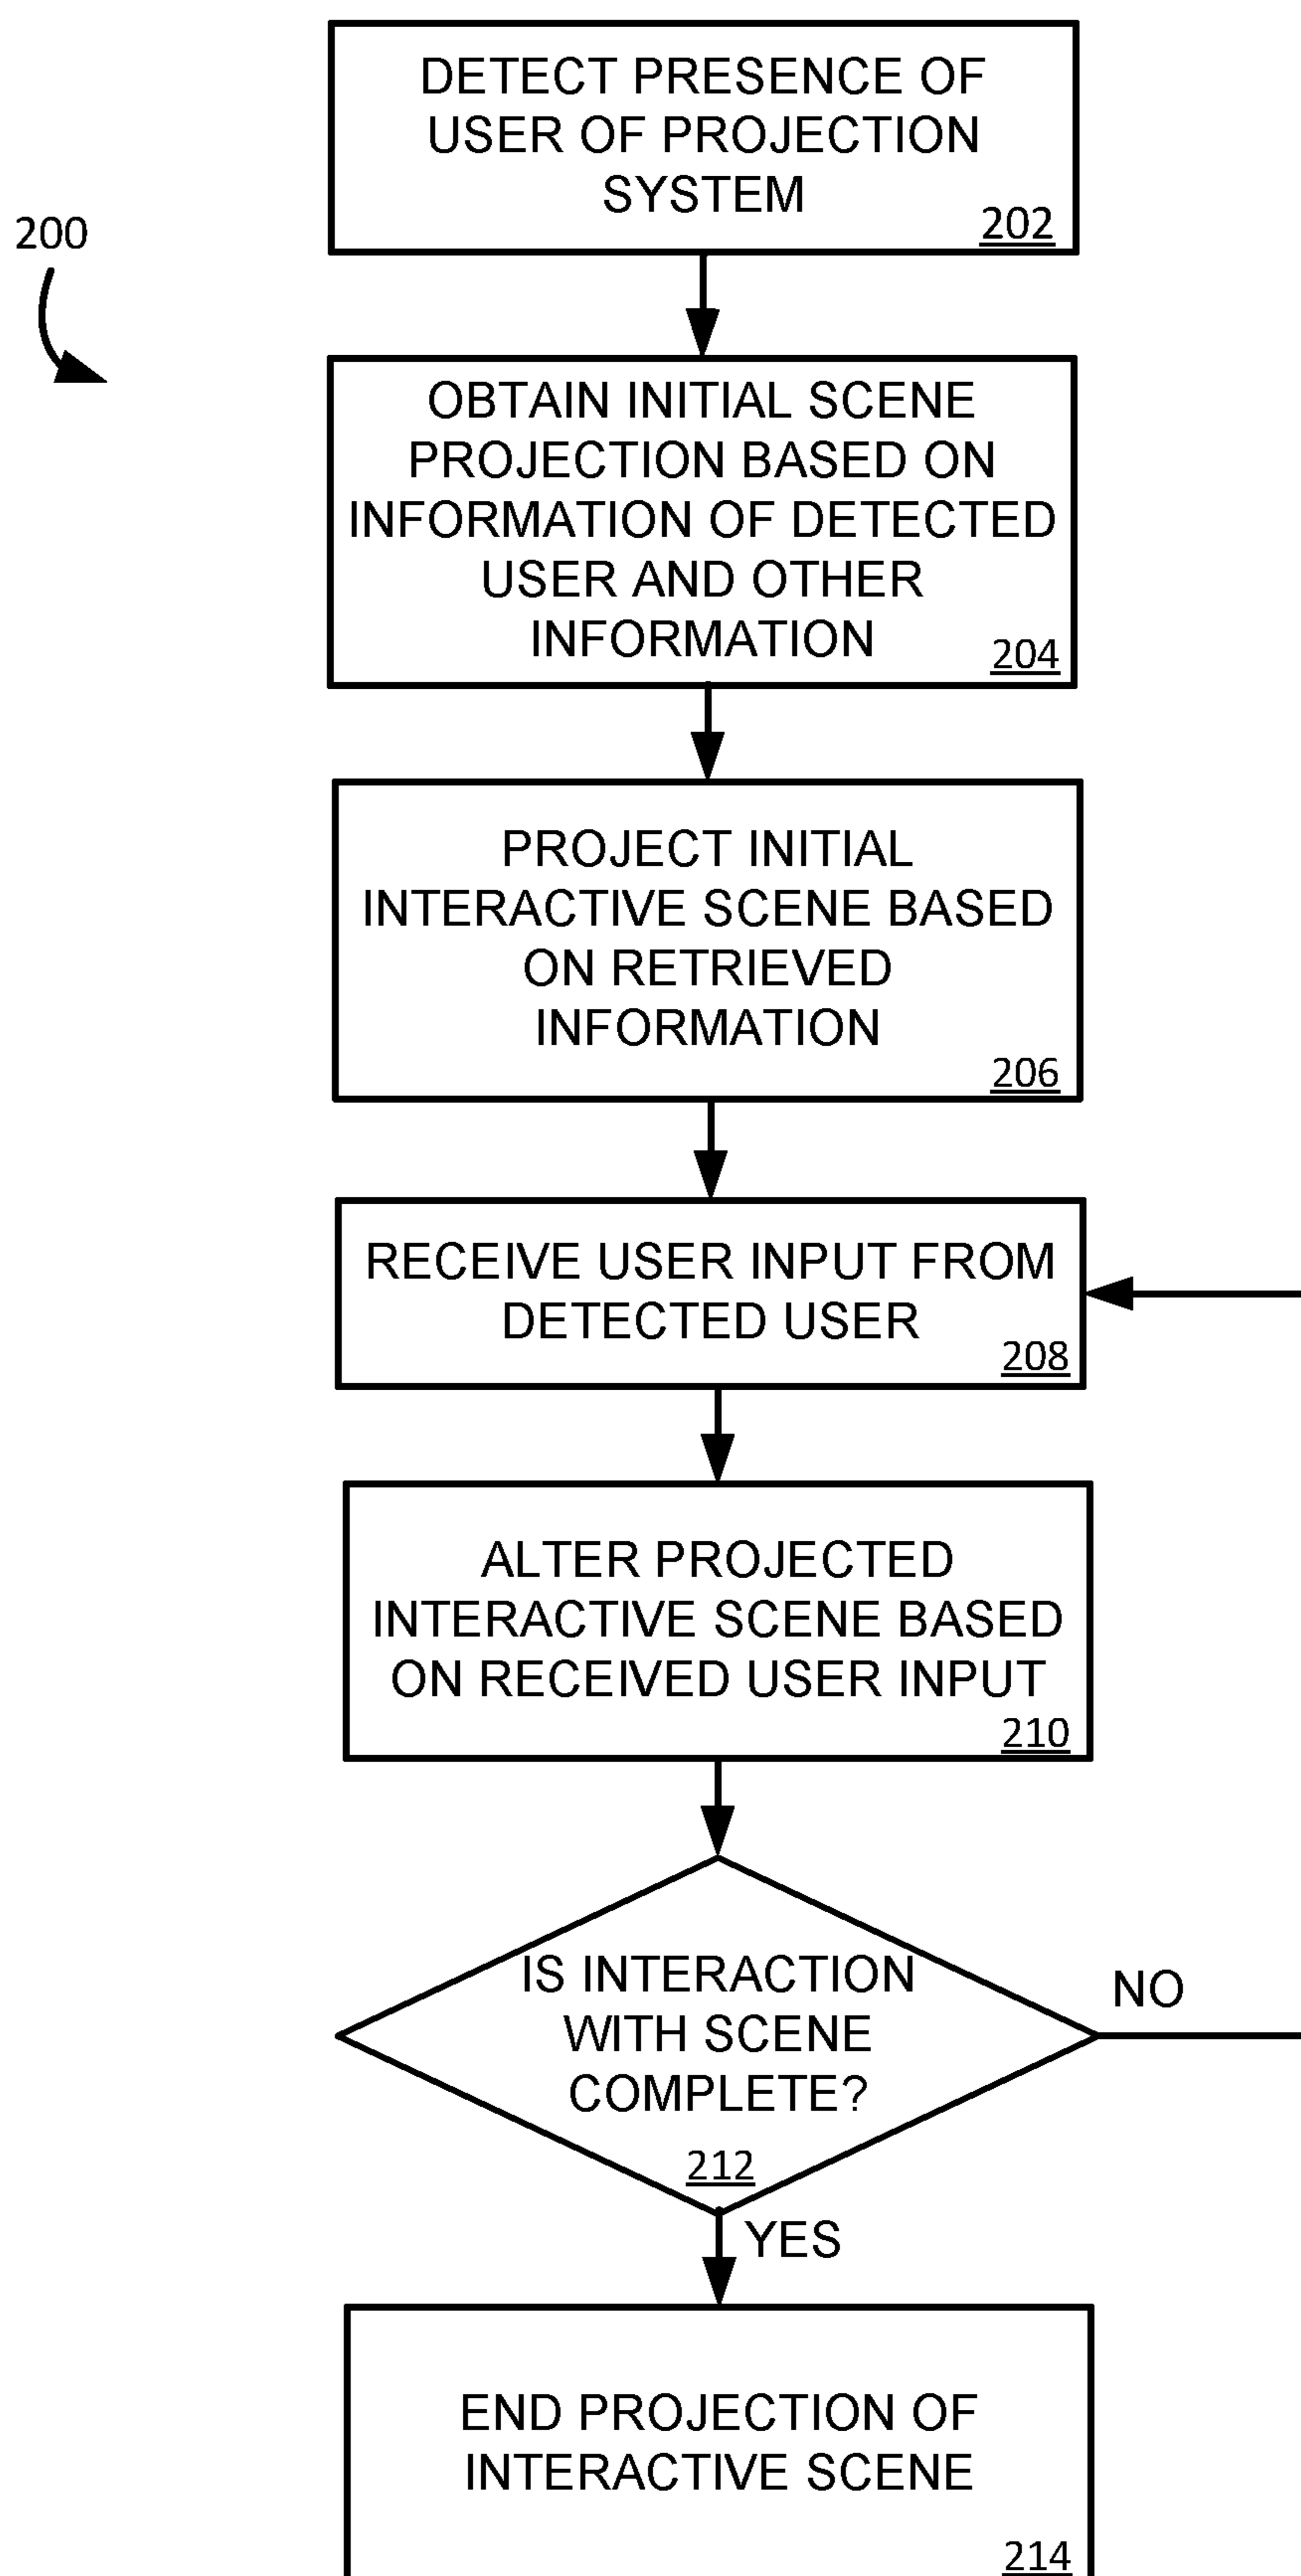 DETECT PRESENCE OF
USER OF PROJECTION
SYSTEM
202
200
OBTAIN INITIAL SCENE
PROJECTION BASED ON
INFORMATION OF DETECTED
USER AND OTHER
INFORMATION
204
PROJECT INITIAL
INTERACTIVE SCENE BASED
ON RETRIEVED
INFORMATION
206
RECEIVE USER INPUT FROM
DETECTED USER
208
ALTER PROJECTED
INTERACTIVE SCENE BASED
ON RECEIVED USER INPUT
210
IS INTERACTION
WITH SCENE
COMPLETE?
212
NO
YES
END PROJECTION OF
INTERACTIVE SCENE
214